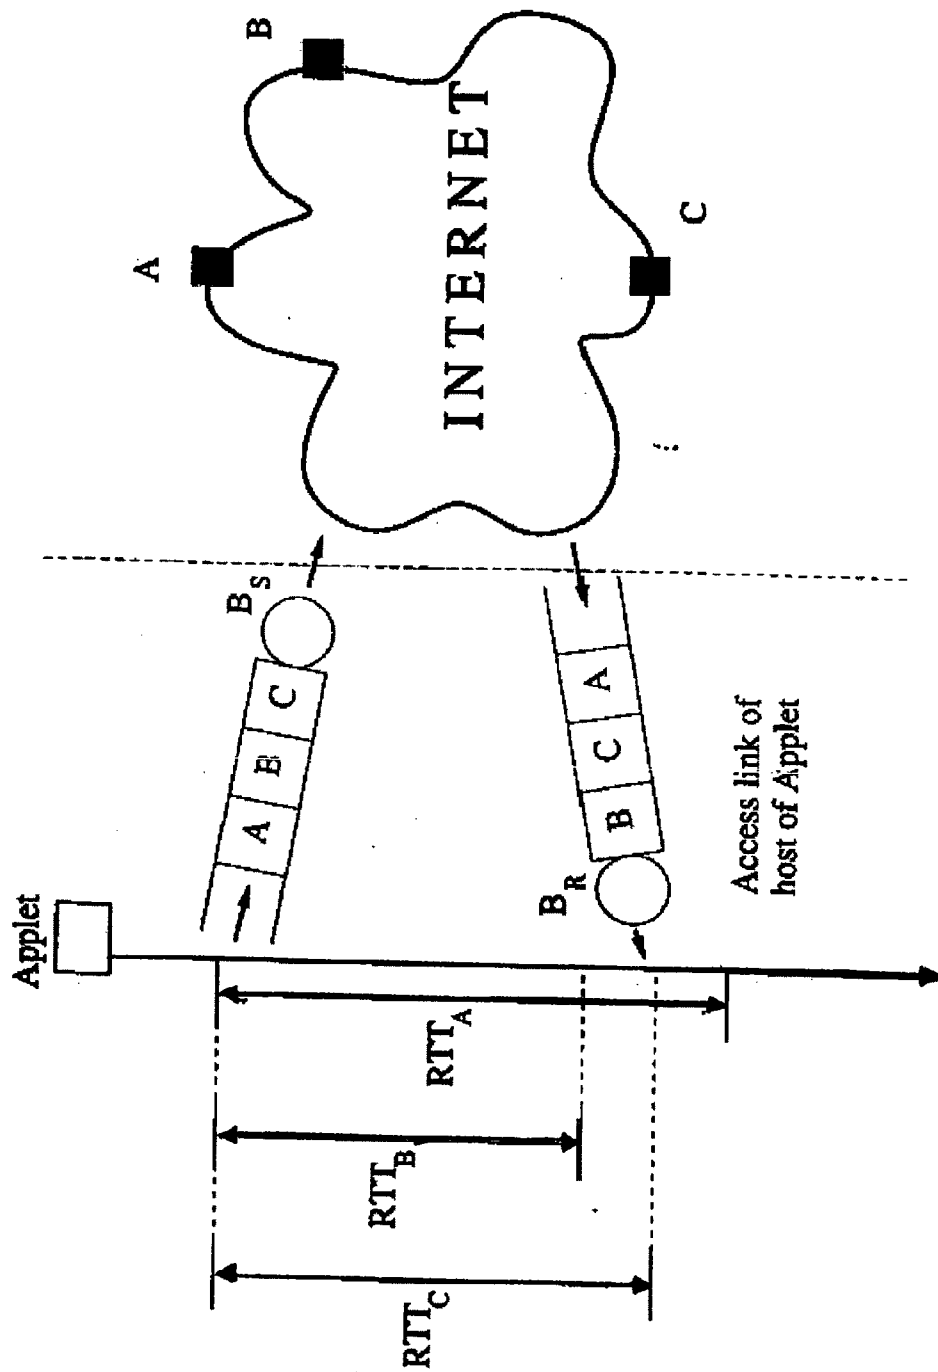 Applet
A
B
B S
A B C
RTT C
RTT B
RTT A
INTERNET
B R
B C A
C
Access link of
host of Applet